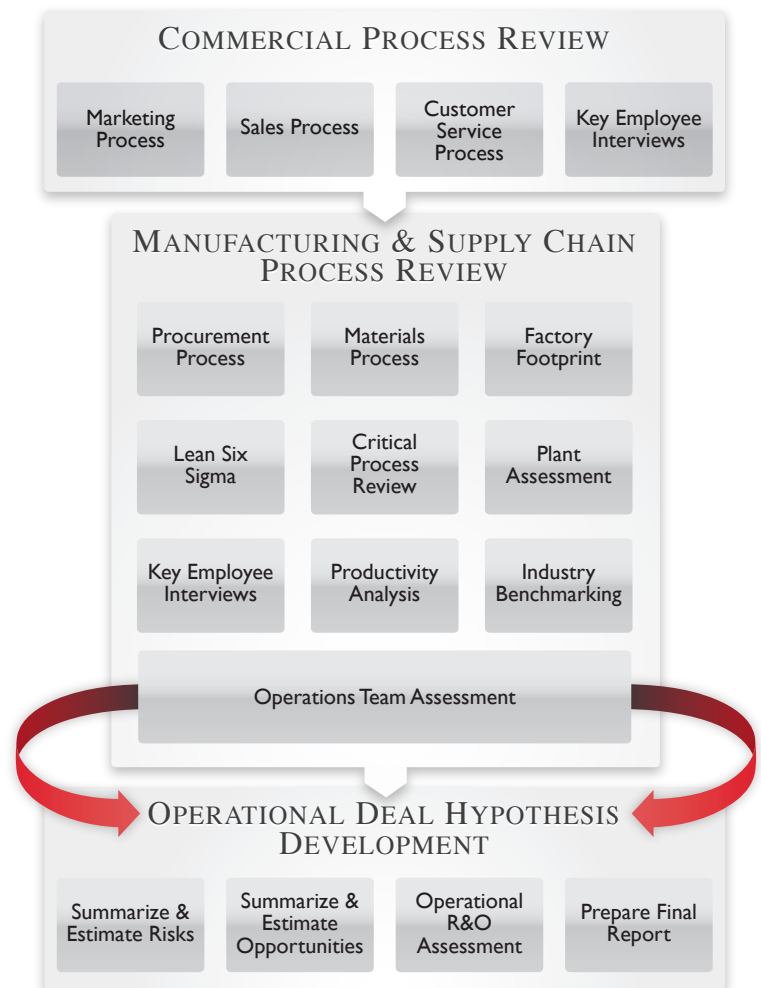 COMMERCIAL PROCESS REVIEW
Marketing
Process
Sales Process
Customer
Service
Process
Key Employee
Interviews
MANUFACTURING & SUPPLY CHAIN
PROCESS REVIEW
Procurement
Process
Materials
Process
Factory
Footprint
Lean Six
Sigma
Critical
Process
Review
Plant
Assessment
Key Employee
Interviews
Productivity
Analysis
Industry
Benchmarking
Operations Team Assessment
OPERATIONAL DEAL HYPOTHESIS
DEVELOPMENT
Summarize &
Estimate Risks
Summarize &
Estimate
Opportunities
Operational
R&O
Assessment
Prepare Final
Report